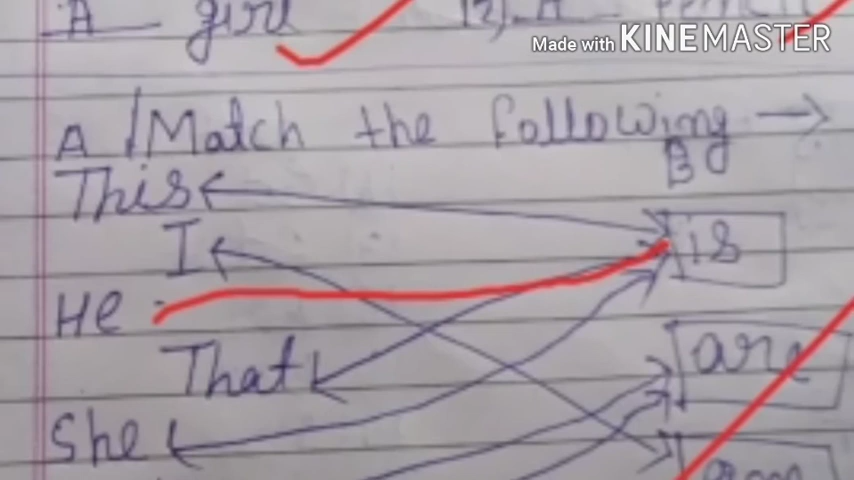 A girl
Made with KINEMASTER
A Match the following →
B
This
is
I
He
That
are
She